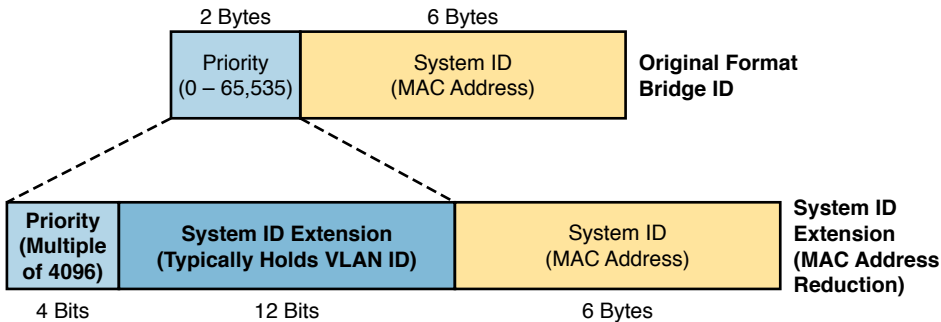 2 Bytes
6 Bytes
Priority
(0 – 65,535)
System ID
(MAC Address)
Original Format
Bridge ID
Priority
(Multiple
of 4096)
System ID Extension
(Typically Holds VLAN ID)
System ID
(MAC Address)
System ID
Extension
(MAC Address
Reduction)
4 Bits
12 Bits
6 Bytes